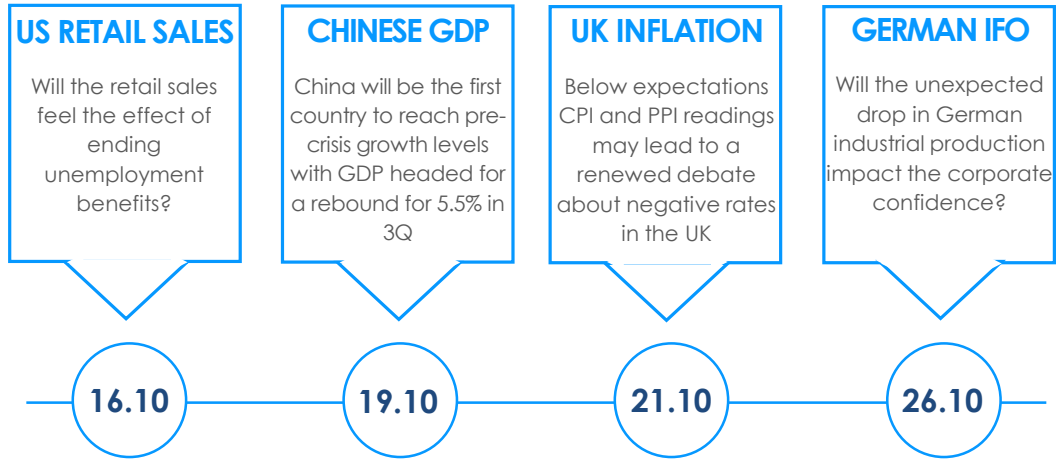 US RETAIL SALES
Will the retail sales
feel the effect of
ending
unemployment
benefits?
CHINESE GDP
China will be the first
country to reach pre-
crisis growth levels
with GDP headed for
a rebound for 5.5% in
3Q
UK INFLATION
Below expectations
CPI and PPI readings
may lead to a
renewed debate
about negative rates
in the UK
GERMAN IFO
Will the unexpected
drop in German
industrial production
impact the corporate
confidence?
16.10
19.10
21.10
26.10